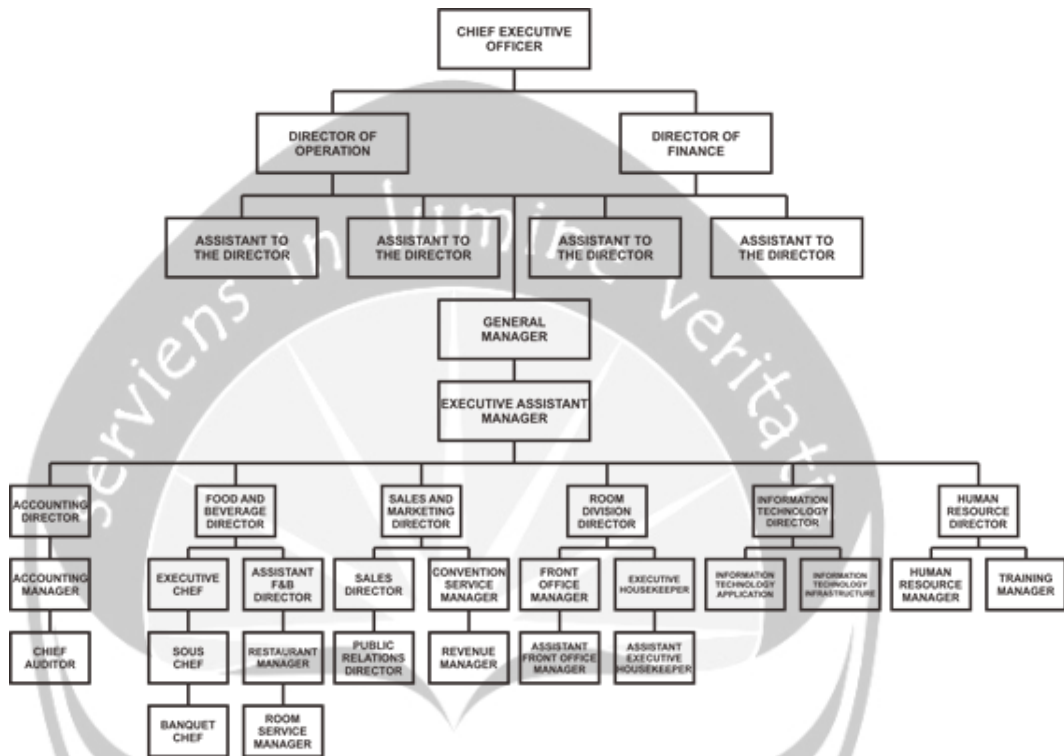 CHIEF EXECUTIVE
OFFICER
DIRECTOR OF
OPERATION
DIRECTOR OF
FINANCE
ASSISTANT TO
THE DIRECTOR
ASSISTANT TO
THE DIRECTOR
ASSISTANT TO
THE DIRECTOR
ASSISTANT TO
THE DIRECTOR
serviens in lumine veritatis
GENERAL
MANAGER
EXECUTIVE ASSISTANT
MANAGER
ACCOUNTING
DIRECTOR
FOOD AND
BEVERAGE
DIRECTOR
SALES AND
MARKETING
DIRECTOR
ROOM
DIVISION
DIRECTOR
INFORMATION
TECHNOLOGY
DIRECTOR
HUMAN
RESOURCE
DIRECTOR
ACCOUNTING
MANAGER
EXECUTIVE
CHEF
ASSISTANT
F&B
DIRECTOR
SALES
DIRECTOR
CONVENTION
SERVICE
MANAGER
FRONT
OFFICE
MANAGER
EXECUTIVE
HOUSEKEEPER
INFORMATION
TECHNOLOGY
APPLICATION
INFORMATION
TECHNOLOGY
INFRASTRUCTURE
HUMAN
RESOURCE
MANAGER
TRAINING
MANAGER
CHIEF
AUDITOR
SOUS
CHEF
RESTAURANT
MANAGER
PUBLIC
RELATIONS
DIRECTOR
REVENUE
MANAGER
ASSISTANT
FRONT OFFICE
MANAGER
ASSISTANT
EXECUTIVE
HOUSEKEEPER
BANQUET
CHEF
ROOM
SERVICE
MANAGER